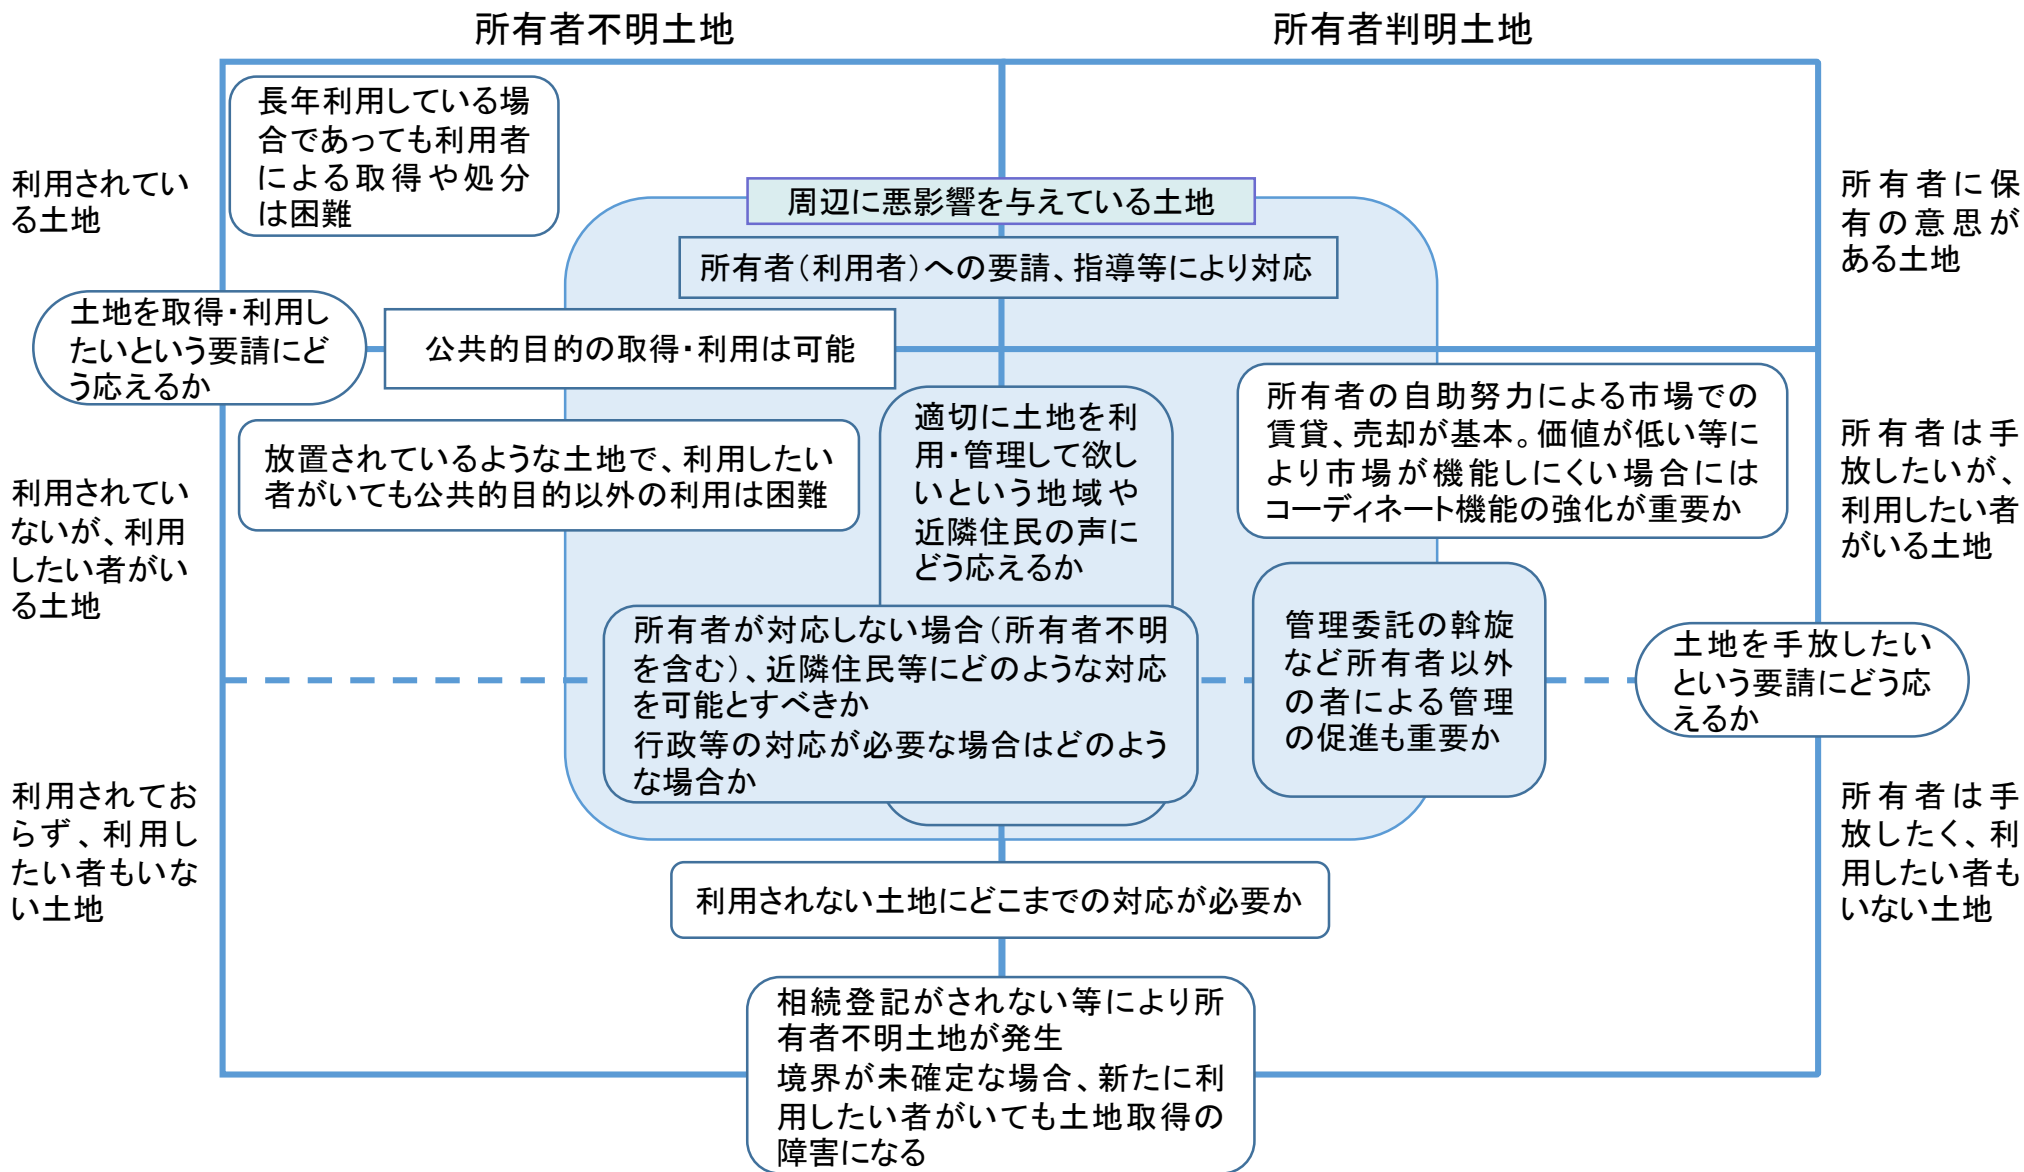 所有者不明土地
所有者判明土地
長年利用している場
合であっても利用者
による取得や処分
は困難
利用されてい
る土地
所有者に保
有の意思が
ある土地
周辺に悪影響を与えている土地
所有者（利用者）への要請、指導等により対応
土地を取得・利用し
たいという要請にど
う応えるか
公共的目的の取得・利用は可能
放置されているような土地で、利用したい
者がいても公共的目的以外の利用は困難
適切に土地を利
用・管理して欲し
いという地域や
近隣住民の声に
どう応えるか
所有者の自助努力による市場での
賃貸、売却が基本。価値が低い等に
より市場が機能しにくい場合には
コーディネート機能の強化が重要か
利用されてい
ないが、利用
したい者がい
る土地
所有者は手
放したいが、
利用したい者
がいる土地
所有者が対応しない場合（所有者不明
を含む）、近隣住民等にどのような対応
を可能とすべきか
行政等の対応が必要な場合はどのよう
な場合か
管理委託の斡旋
など所有者以外
の者による管理
の促進も重要か
土地を手放したい
という要請にどう応
えるか
利用されてお
らず、利用し
たい者もいな
い土地
所有者は手
放したく、利
用したい者も
いない土地
利用されない土地にどこまでの対応が必要か
相続登記がされない等により所
有者不明土地が発生
境界が未確定な場合、新たに利
用したい者がいても土地取得の
障害になる